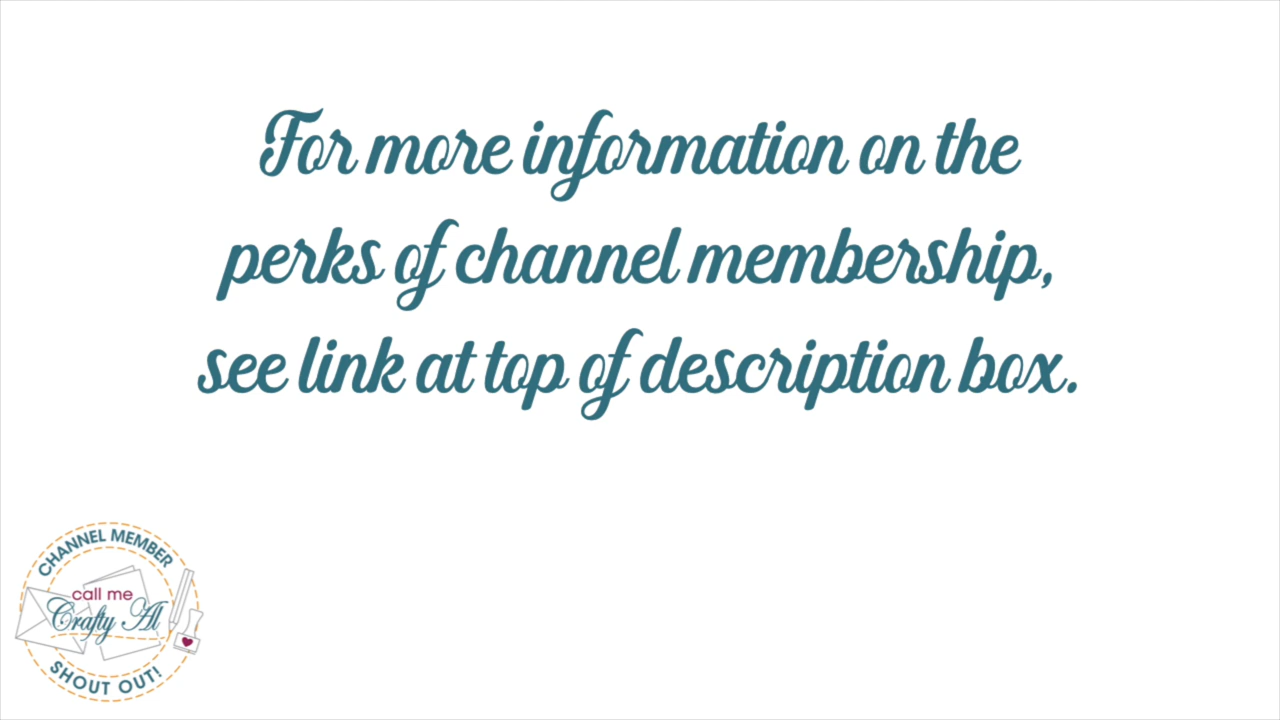 For more information on the
perks of channel membership,
see link at top of description box.
CHANNEL MEMBER
call me
Crafty Al
SHOUT OUT!